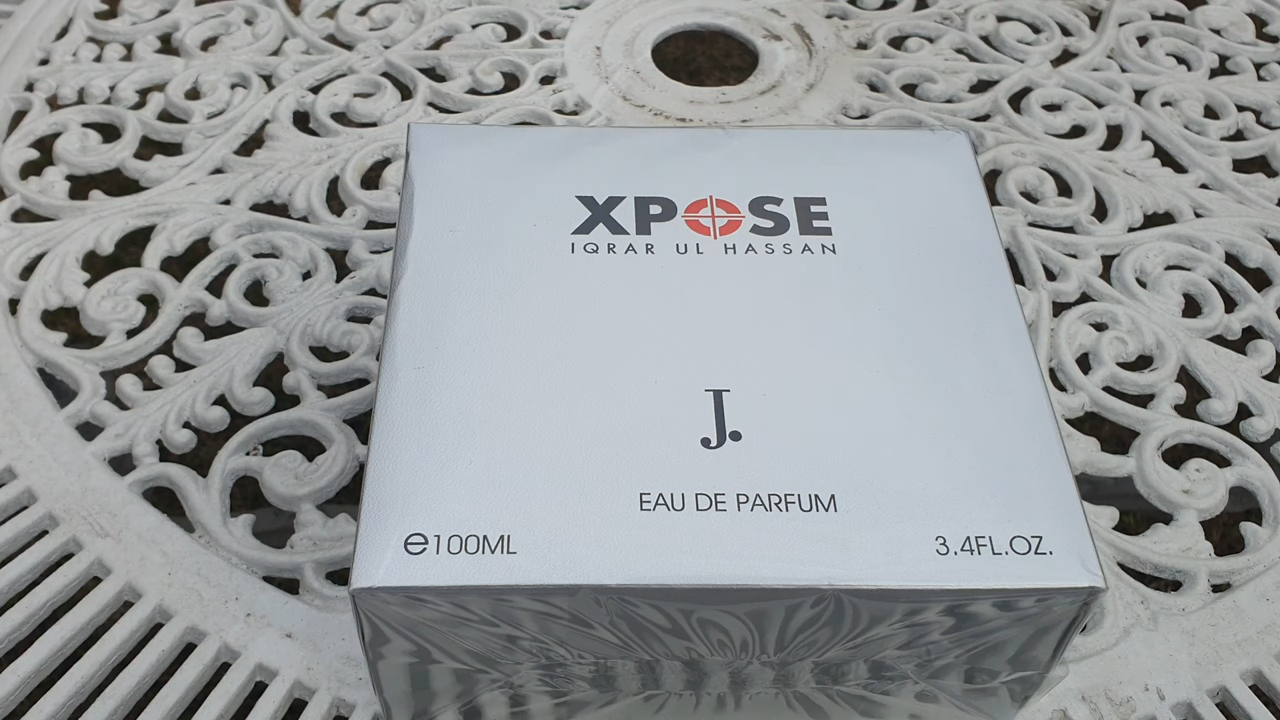 XPOSE
IQRAR UL HASSAN
J.
EAU DE PARFUM
e100ML 3.4FL.OZ.